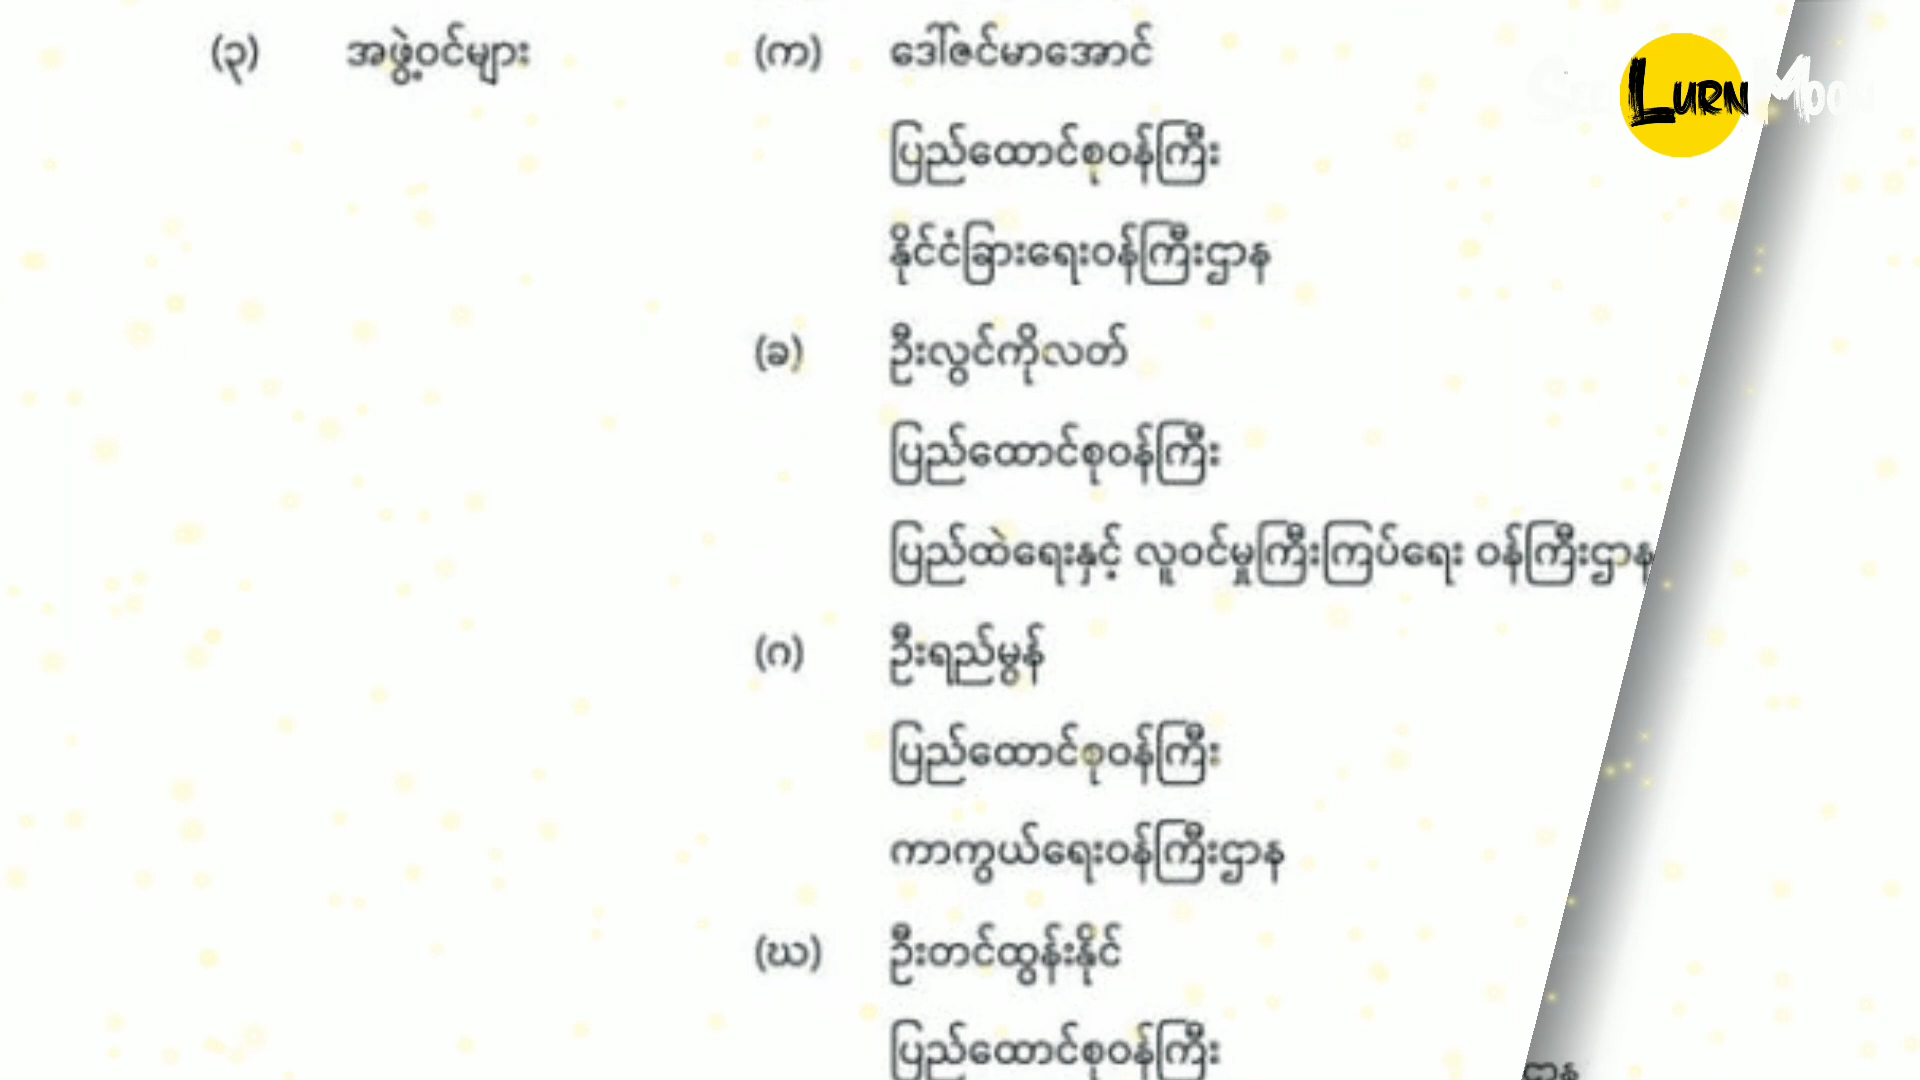 (၃) အဖွဲ့ဝင်များ (က) ဒေါ်ဇင်မာအောင်
ပြည်ထောင်စုဝန်ကြီး
နိုင်ငံခြားရေးဝန်ကြီးဌာန
(ခ) ဦးလွင်ကိုလတ်
ပြည်ထောင်စုဝန်ကြီး
ပြည်ထဲရေးနှင့် လူဝင်မှုကြီးကြပ်ရေး ဝန်ကြီးဌာန
(ဂ) ဦးရည်မွန်
ပြည်ထောင်စုဝန်ကြီး
ကာကွယ်ရေးဝန်ကြီးဌာန
(ဃ) ဦးတင်ထွန်းနိုင်
ပြည်ထောင်စုဝန်ကြီး
ဌာန
LURN MOON